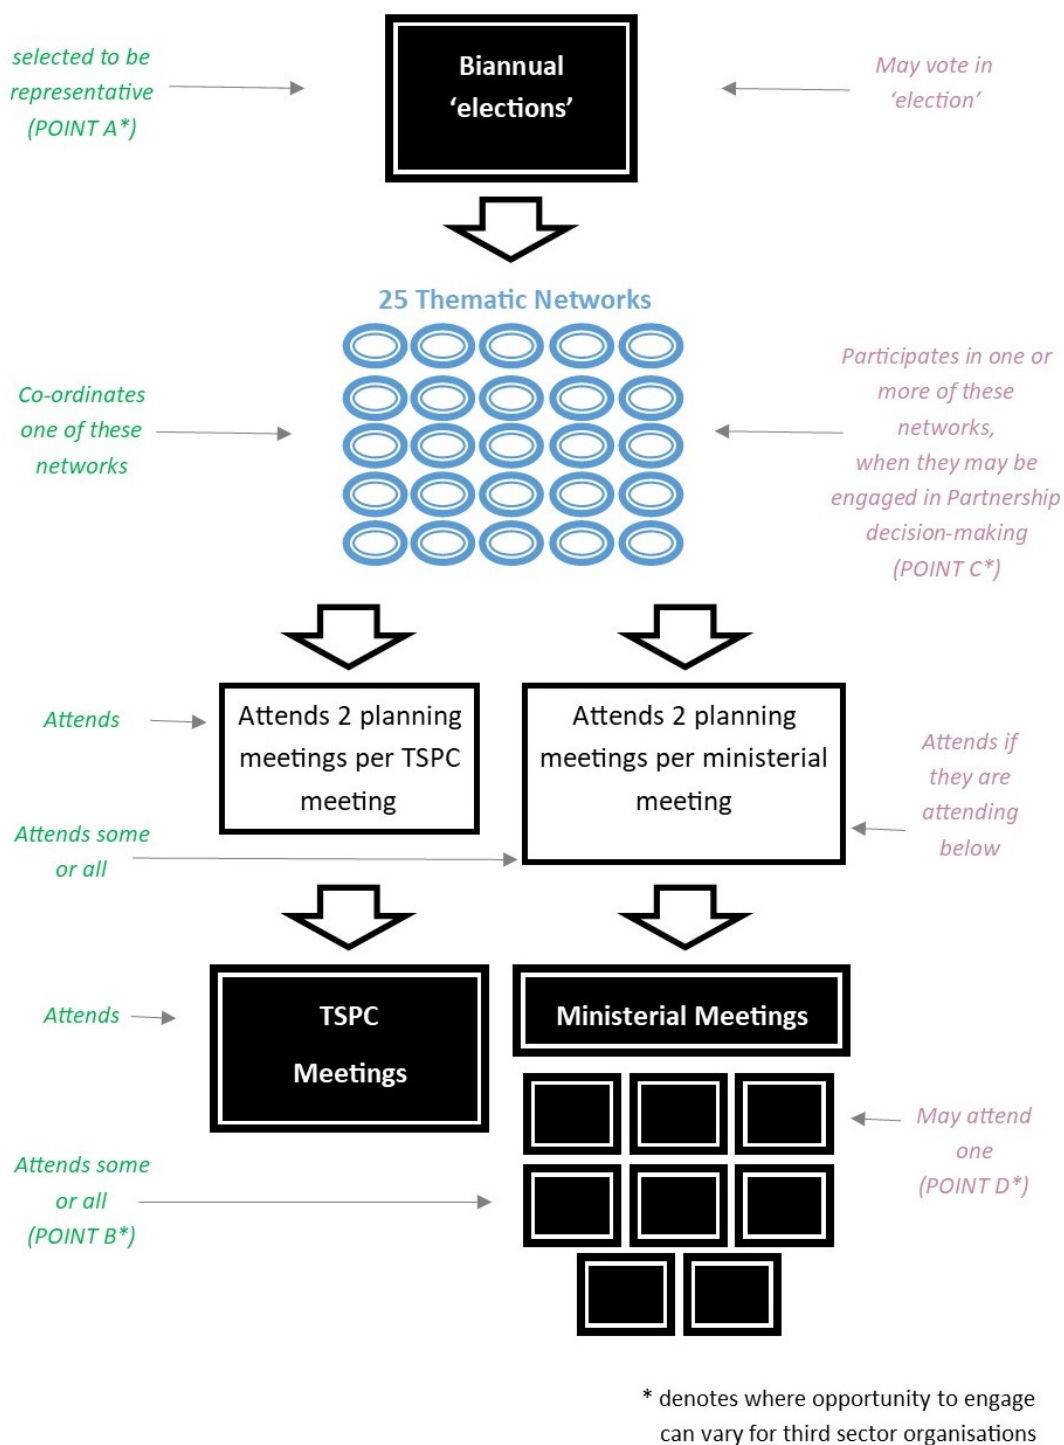 selected to be
representative
(POINT A*)
Biannual
‘elections’
May vote in
‘election’
25 Thematic Networks
Co-ordinates
one of these
networks
Participates in one or
more of these
networks,
when they may be
engaged in Partnership
decision-making
(POINT C*)
Attends
Attends 2 planning
meetings per TSPC
meeting
Attends 2 planning
meetings per ministerial
meeting
Attends if
they are
attending
below
Attends some
or all
Attends
TSPC
Meetings
Ministerial Meetings
May attend
one
(POINT D*)
Attends some
or all
(POINT B*)
* denotes where opportunity to engage
can vary for third sector organisations